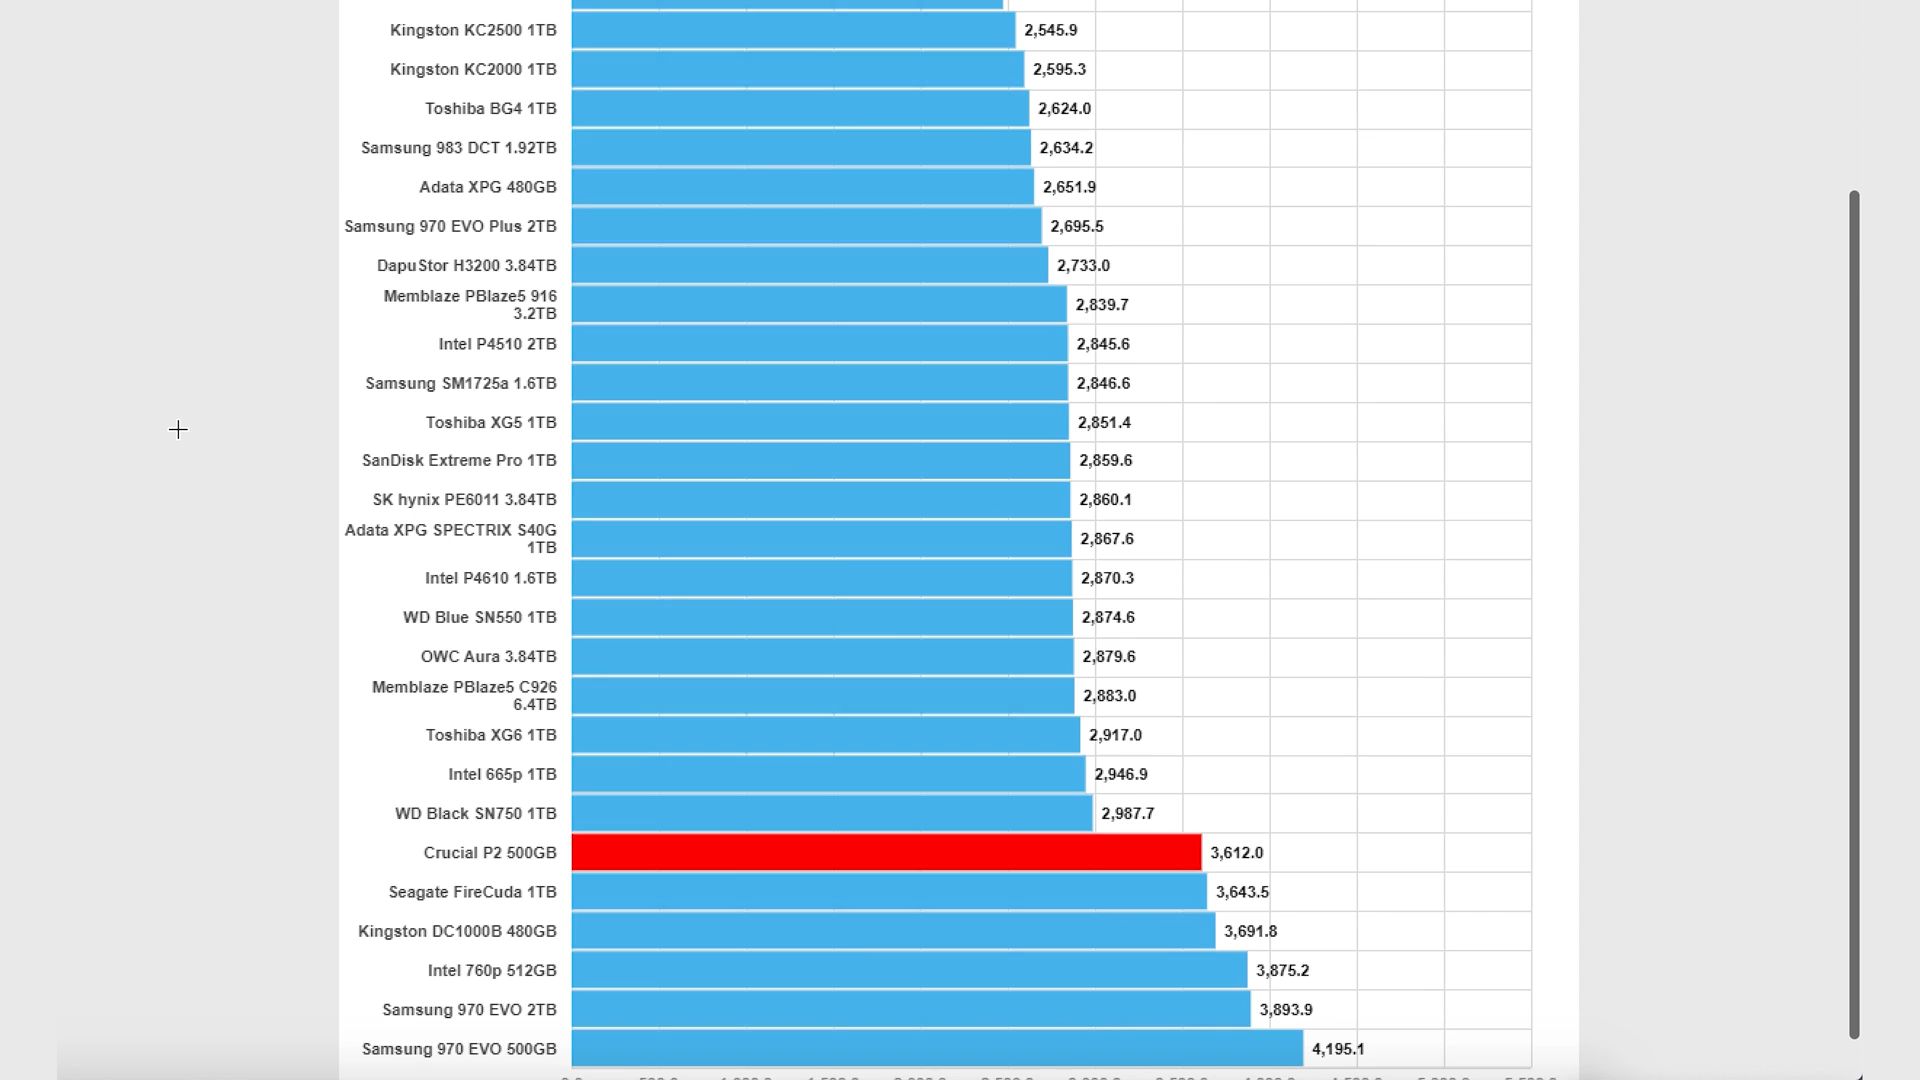 Kingston KC2500 1TB 2,545.9
Kingston KC2000 1TB 2,595.3
Toshiba BG4 1TB 2,624.0
Samsung 983 DCT 1.92TB 2,634.2
Adata XPG 480GB 2,651.9
Samsung 970 EVO Plus 2TB 2,695.5
DapuStor H3200 3.84TB 2,733.0
Memblaze PBlaze5 916
3.2TB 2,839.7
Intel P4510 2TB 2,845.6
Samsung SM1725a 1.6TB 2,846.6
Toshiba XG5 1TB 2,851.4
SanDisk Extreme Pro 1TB 2,859.6
SK hynix PE6011 3.84TB 2,860.1
Adata XPG SPECTRIX S40G
1TB 2,867.6
Intel P4610 1.6TB 2,870.3
WD Blue SN550 1TB 2,874.6
OWC Aura 3.84TB 2,879.6
Memblaze PBlaze5 C926
6.4TB 2,883.0
Toshiba XG6 1TB 2,917.0
Intel 665p 1TB 2,946.9
WD Black SN750 1TB 2,987.7
Crucial P2 500GB 3,612.0
Seagate FireCuda 1TB 3,643.5
Kingston DC1000B 480GB 3,691.8
Intel 760p 512GB 3,875.2
Samsung 970 EVO 2TB 3,893.9
Samsung 970 EVO 500GB 4,195.1